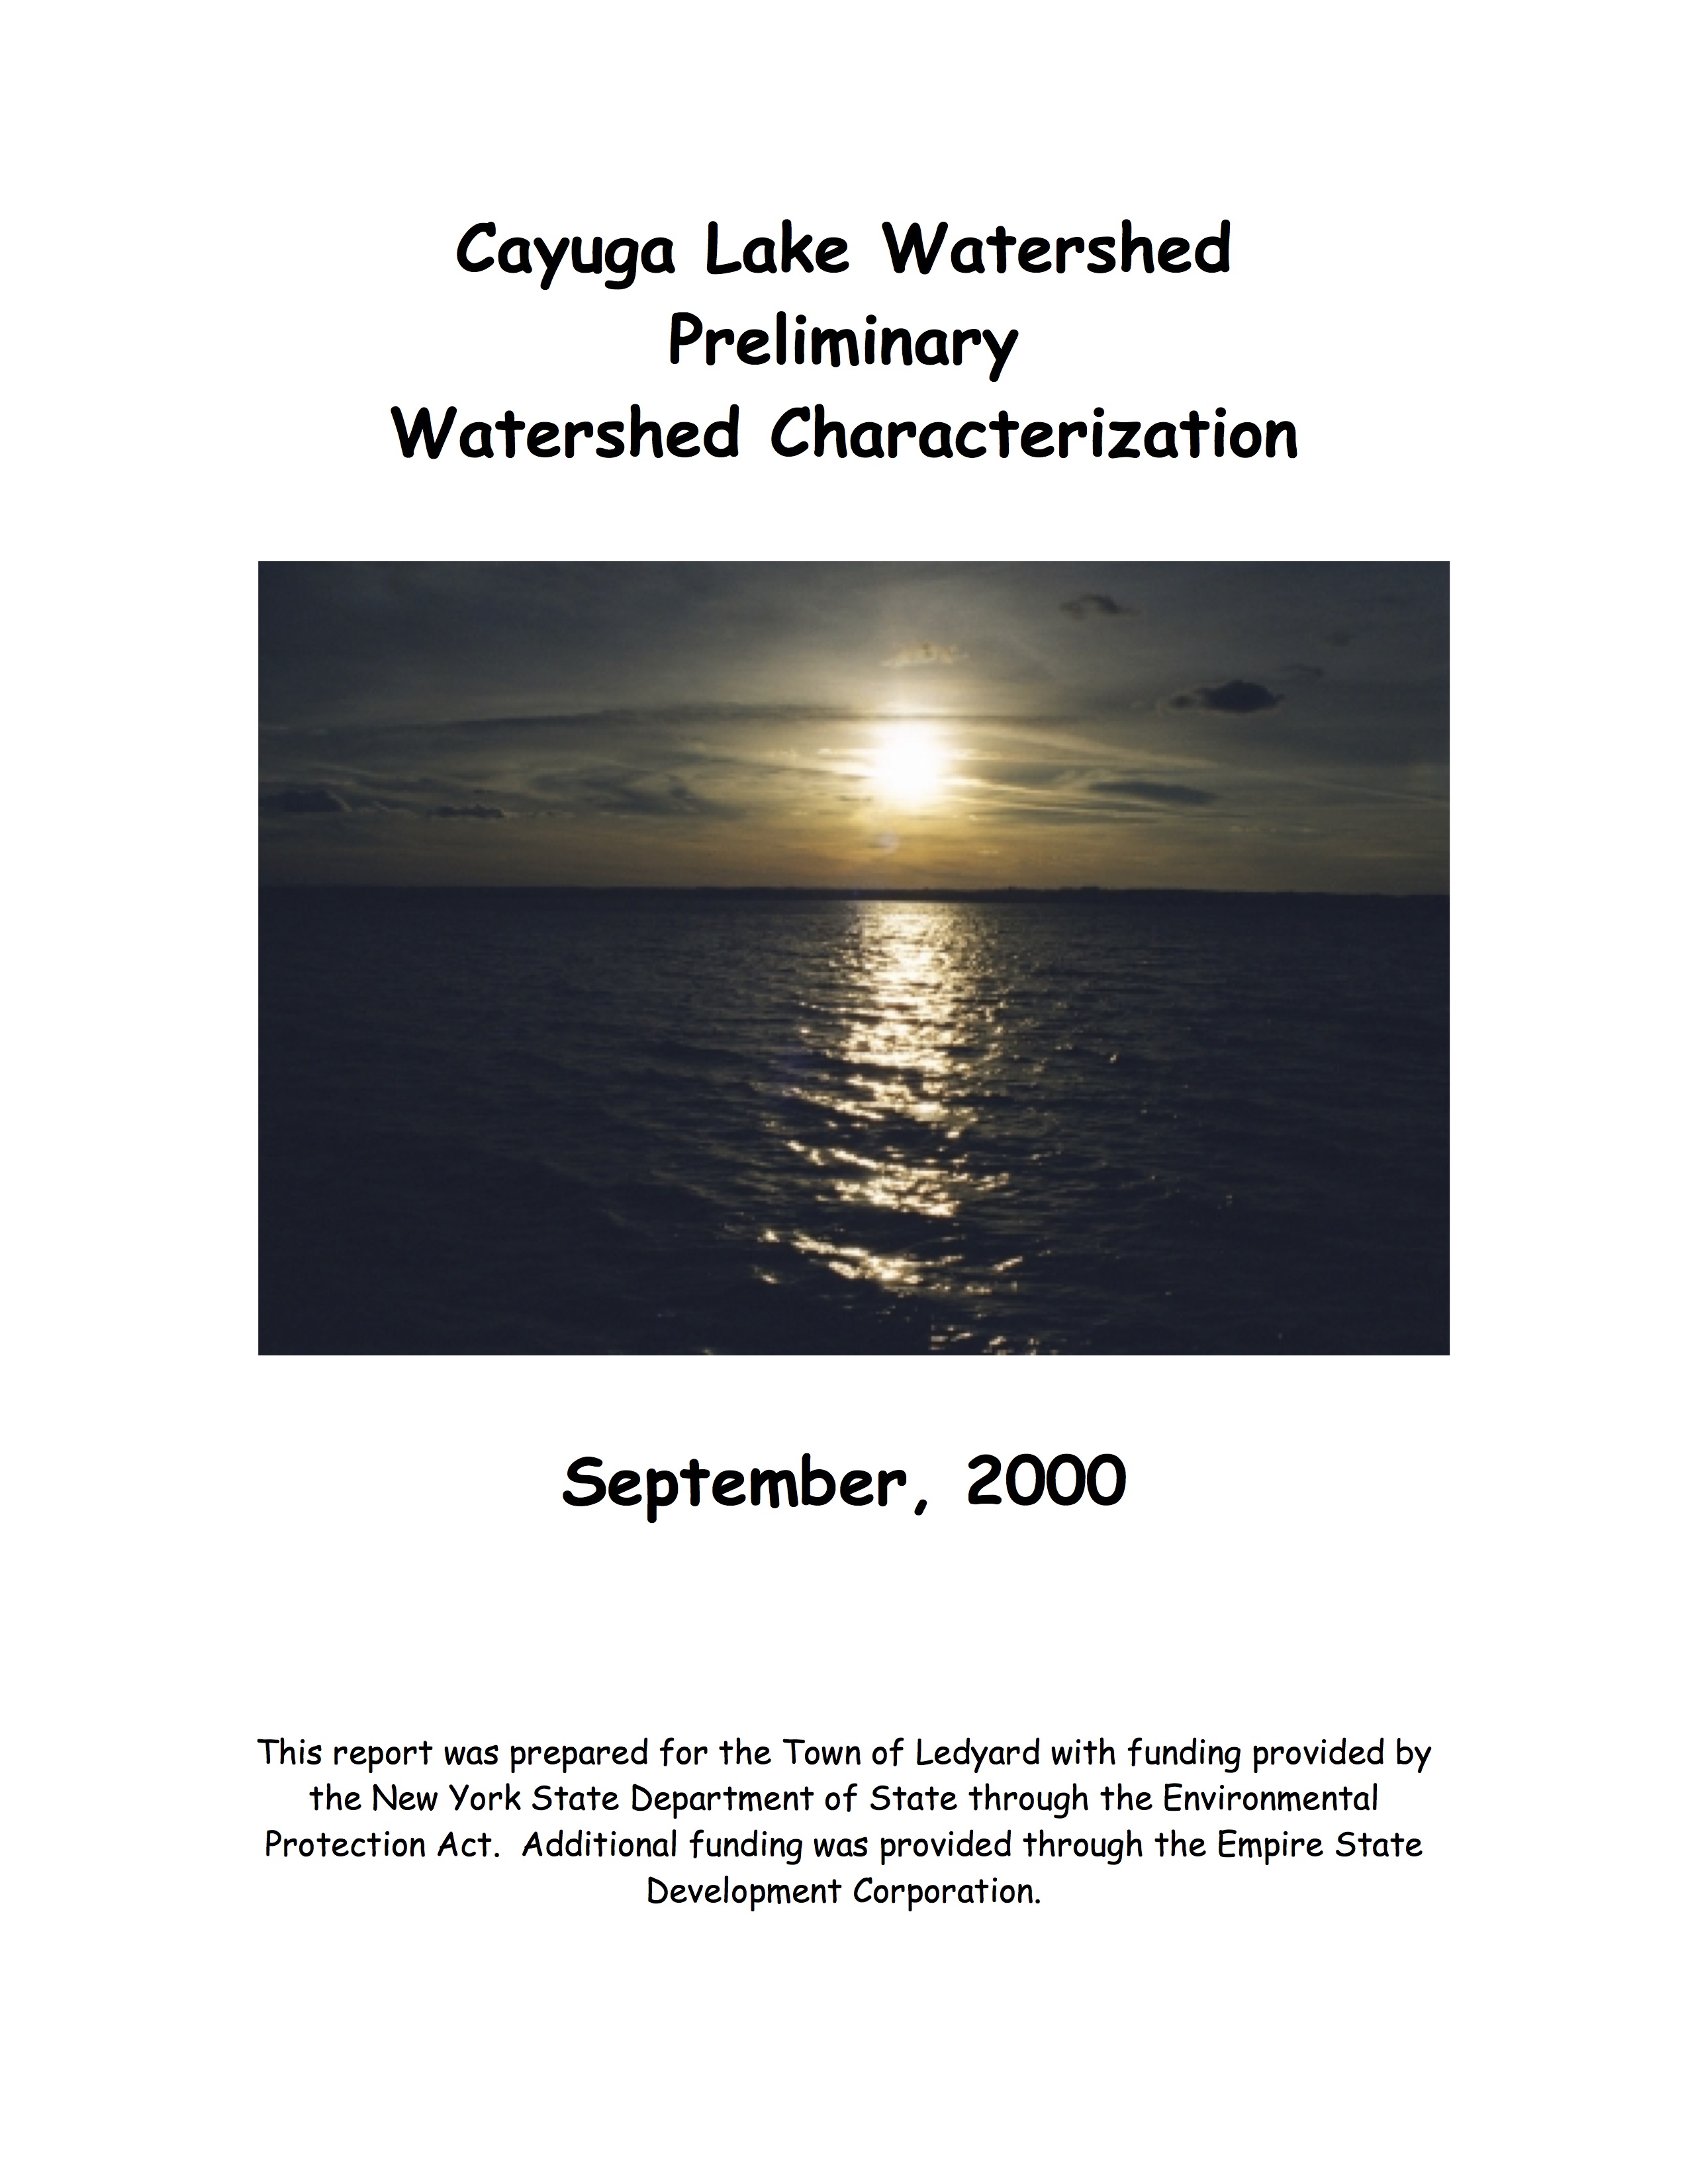 Cayuga Lake Watershed
Preliminary
Watershed Characterization
September, 2000
This report was prepared for the Town of Ledyard with funding provided by
the New York State Department of State through the Environmental
Protection Act.  Additional funding was provided through the Empire State
Development Corporation.